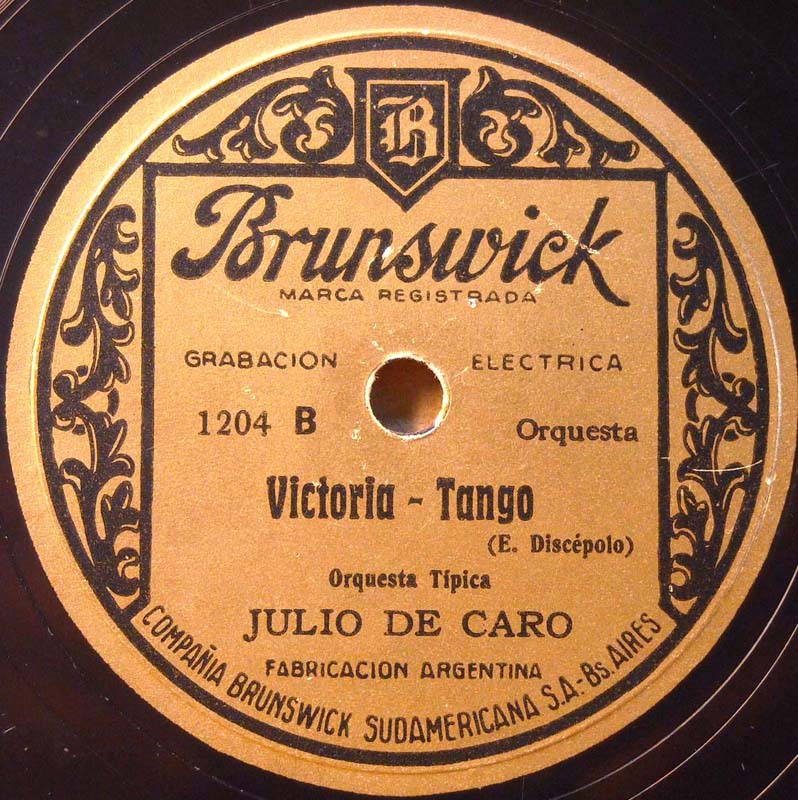 B
Brunswick
MARCA REGISTRADA
GRABACION ELECTRICA
1204 B Orquesta
Victoria - Tango
(E. Discépolo)
Orquesta Típica
JULIO DE CARO
FABRICACION ARGENTINA
COMPAÑIA BRUNSWICK SUDAMERICANA S.A.-Bs. AIRES